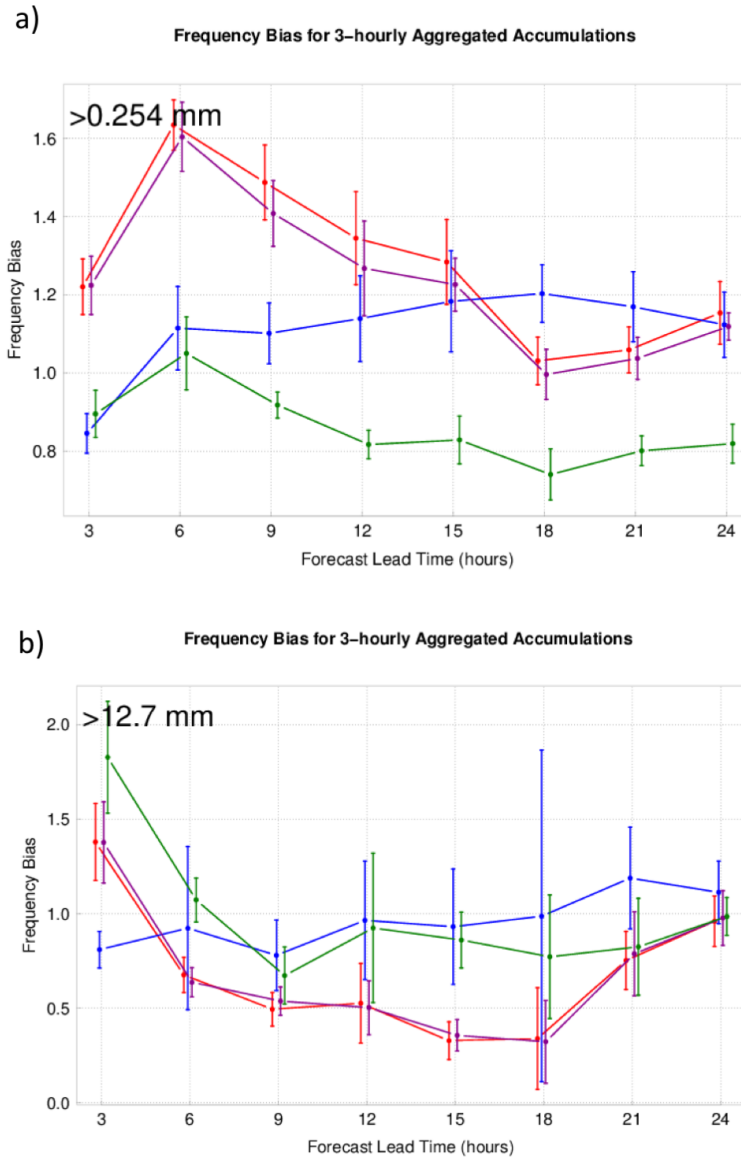 a)
Frequency Bias for 3-hourly Aggregated Accumulations
>0.254 mm
1.6
1.4
1.2
1.0
0.8
Frequency Bias
3 6 9 12 15 18 21 24
Forecast Lead Time (hours)
b)
Frequency Bias for 3-hourly Aggregated Accumulations
>12.7 mm
2.0
1.5
1.0
0.5
0.0
Frequency Bias
3 6 9 12 15 18 21 24
Forecast Lead Time (hours)